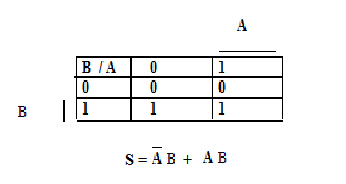 A
B / A 0 1
0 0 0
B 1 1 1
S = A̅ B + A B